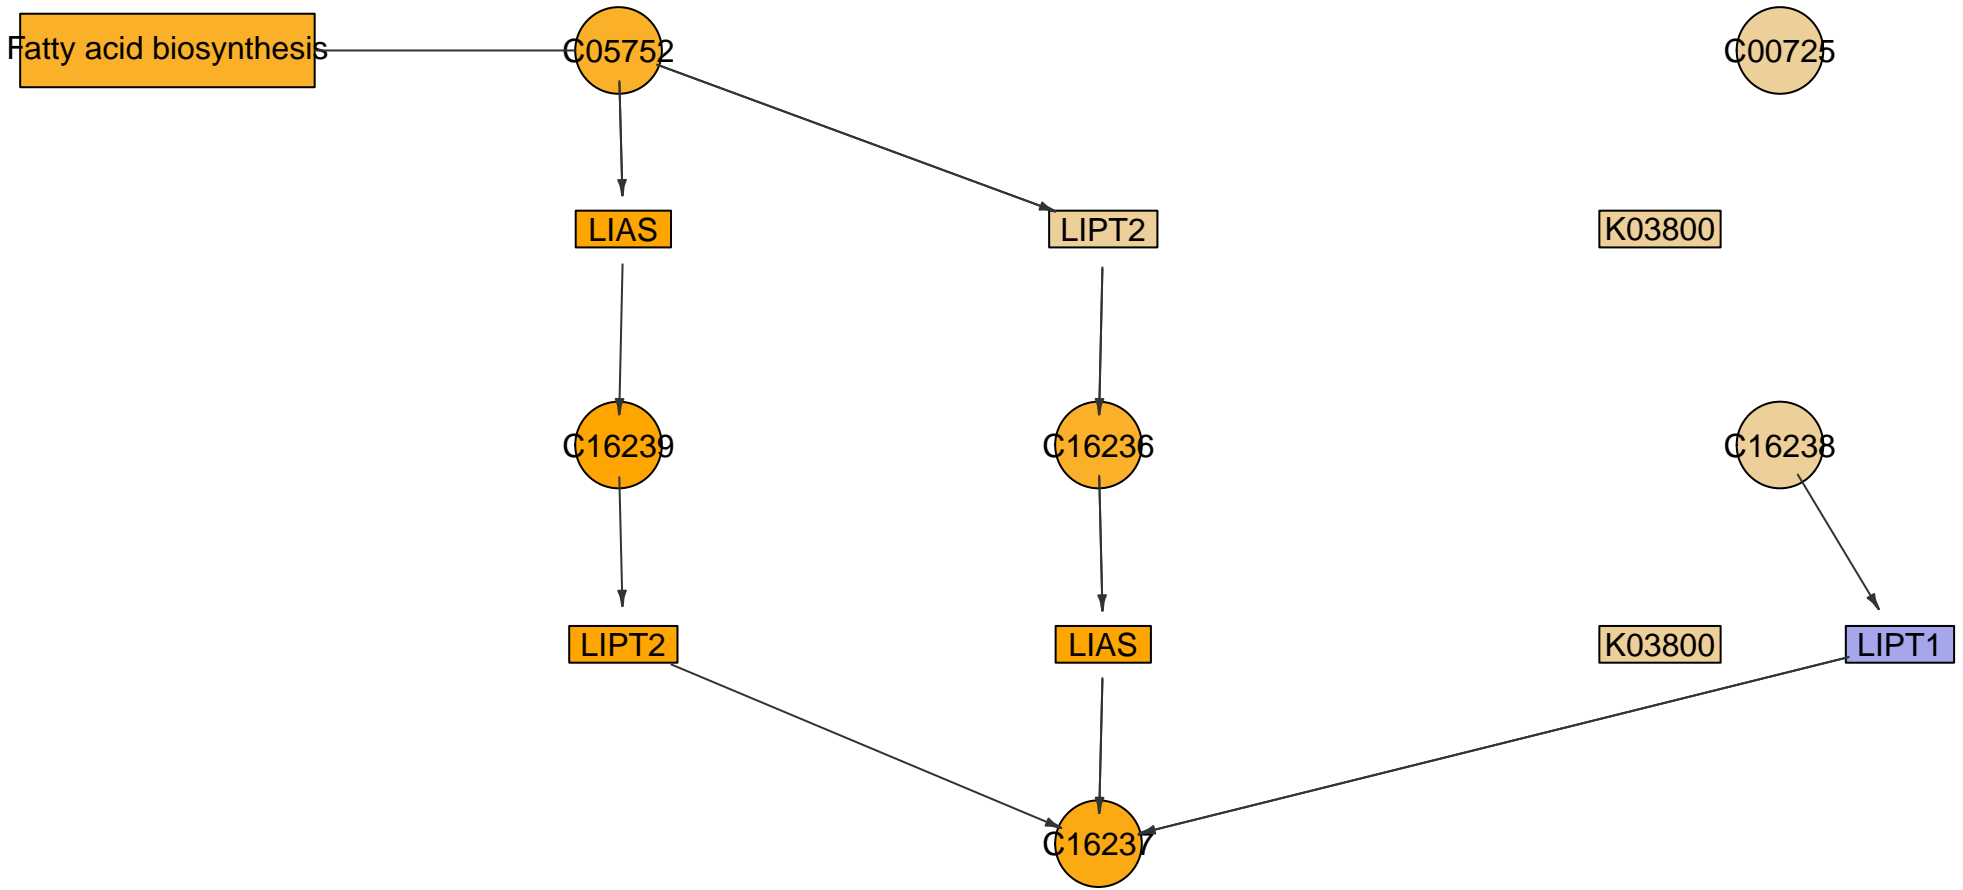 Fatty acid biosynthesis
C05752
C00725
LIAS
LIPT2
K03800
C16239
C16236
C16238
LIPT2
LIAS
K03800
LIPT1
C16237